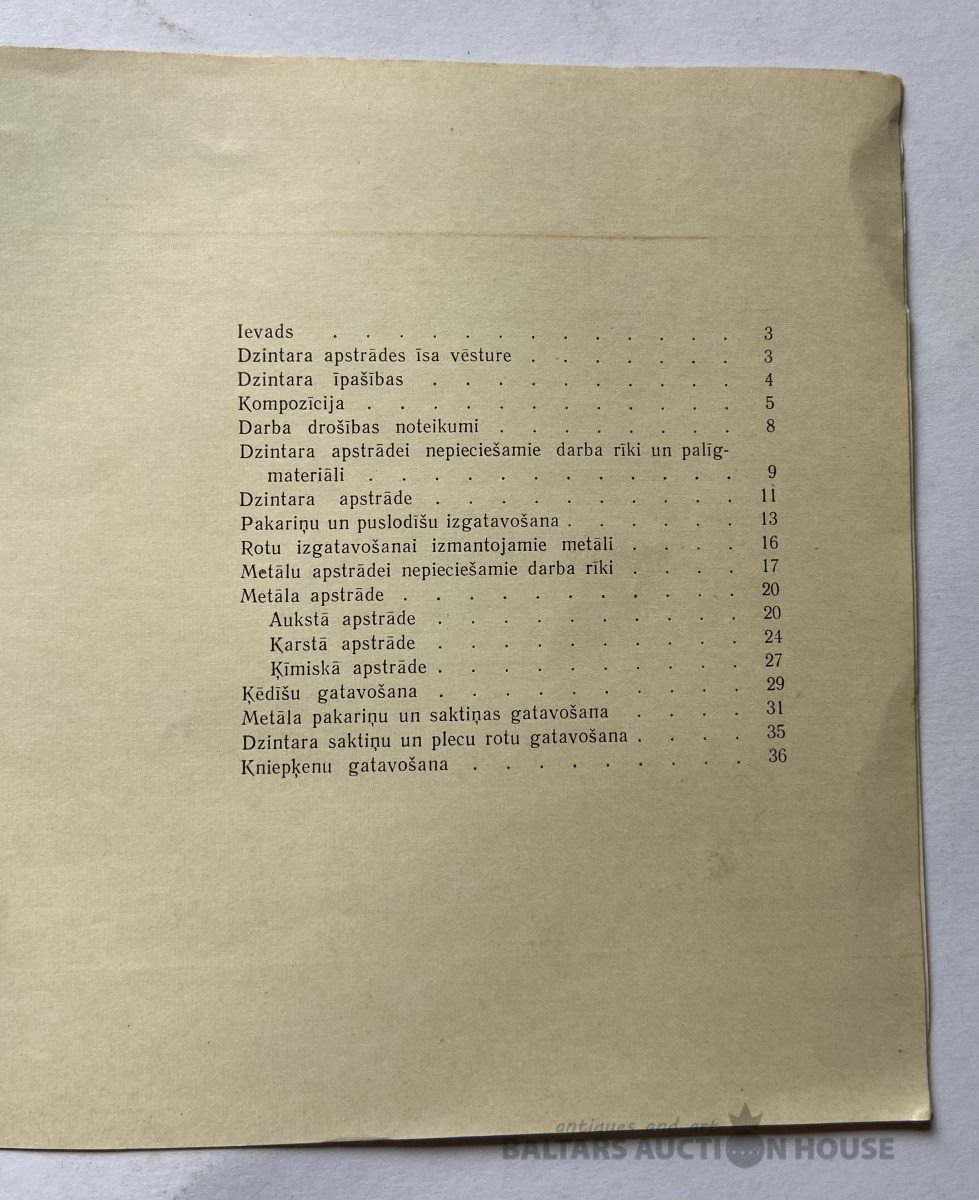 Ievads . . . . . . . . . . . . 3
Dzintara apstrādes īsa vēsture . . . . . . 3
Dzintara īpašības . . . . . . . . . 4
Kompozīcija . . . . . . . . . . . 5
Darba drošības noteikumi . . . . . . . 8
Dzintara apstrādei nepieciešamie darba rīki un palīg-
materiāli . . . . . . . . . . . 9
Dzintara apstrāde . . . . . . . . . 11
Pakariņu un puslodīšu izgatavošana . . . . . 13
Rotu izgatavošanai izmantojamie metāli . . . . 16
Metālu apstrādei nepieciešamie darba rīki . . . . 17
Metāla apstrāde . . . . . . . . . . 20
Aukstā apstrāde . . . . . . . . . 20
Karstā apstrāde . . . . . . . . . 24
Ķīmiskā apstrāde . . . . . . . . . 27
Ķēdīšu gatavošana . . . . . . . . . 29
Metāla pakariņu un saktiņas gatavošana . . . . 31
Dzintara saktiņu un plecu rotu gatavošana . . . . 35
Kniepķenu gatavošana . . . . . . . . 36
antiques and art
BALTARS AUCTION HOUSE